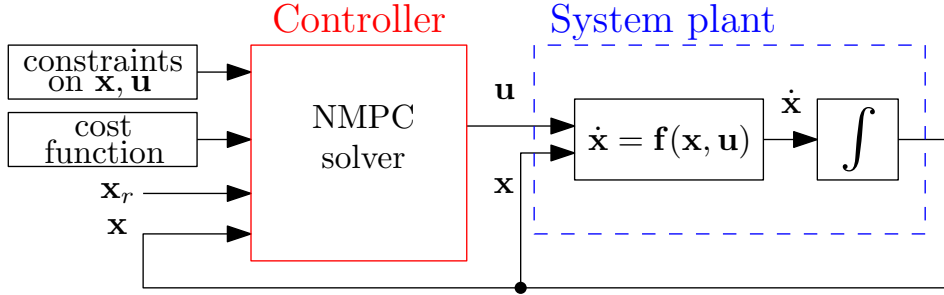 Controller
System plant
constraints
on x, u
cost
function
x_r
x
NMPC
solver
u
x
ẋ = f(x, u)
ẋ
∫